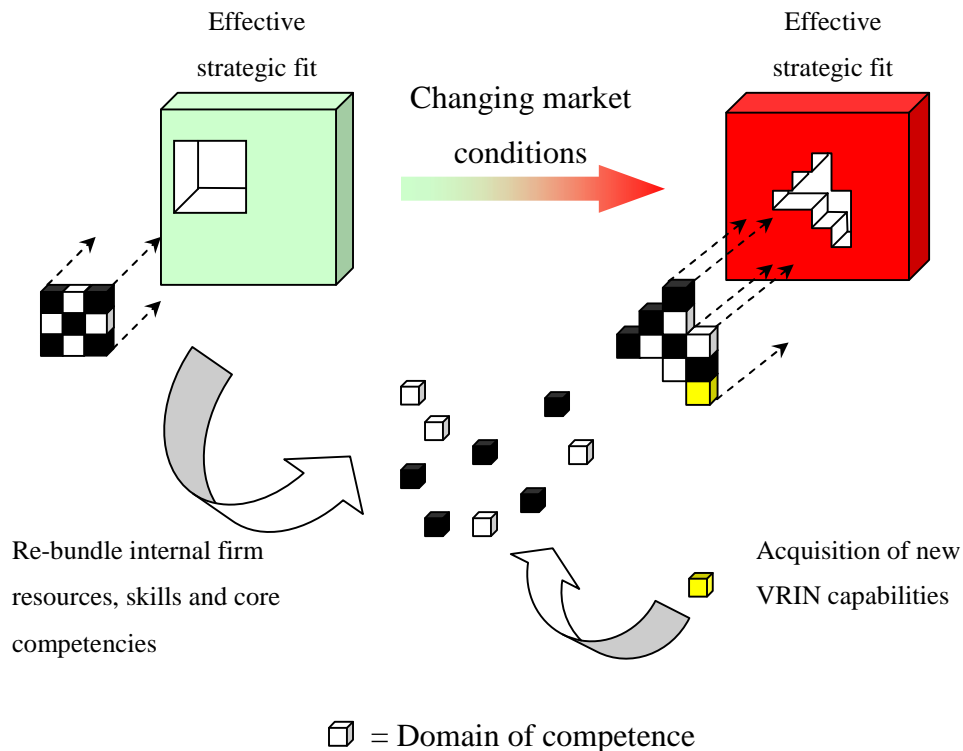 Effective
strategic fit
Changing market
conditions
Effective
strategic fit
Re-bundle internal firm
resources, skills and core
competencies
Acquisition of new
VRIN capabilities
= Domain of competence